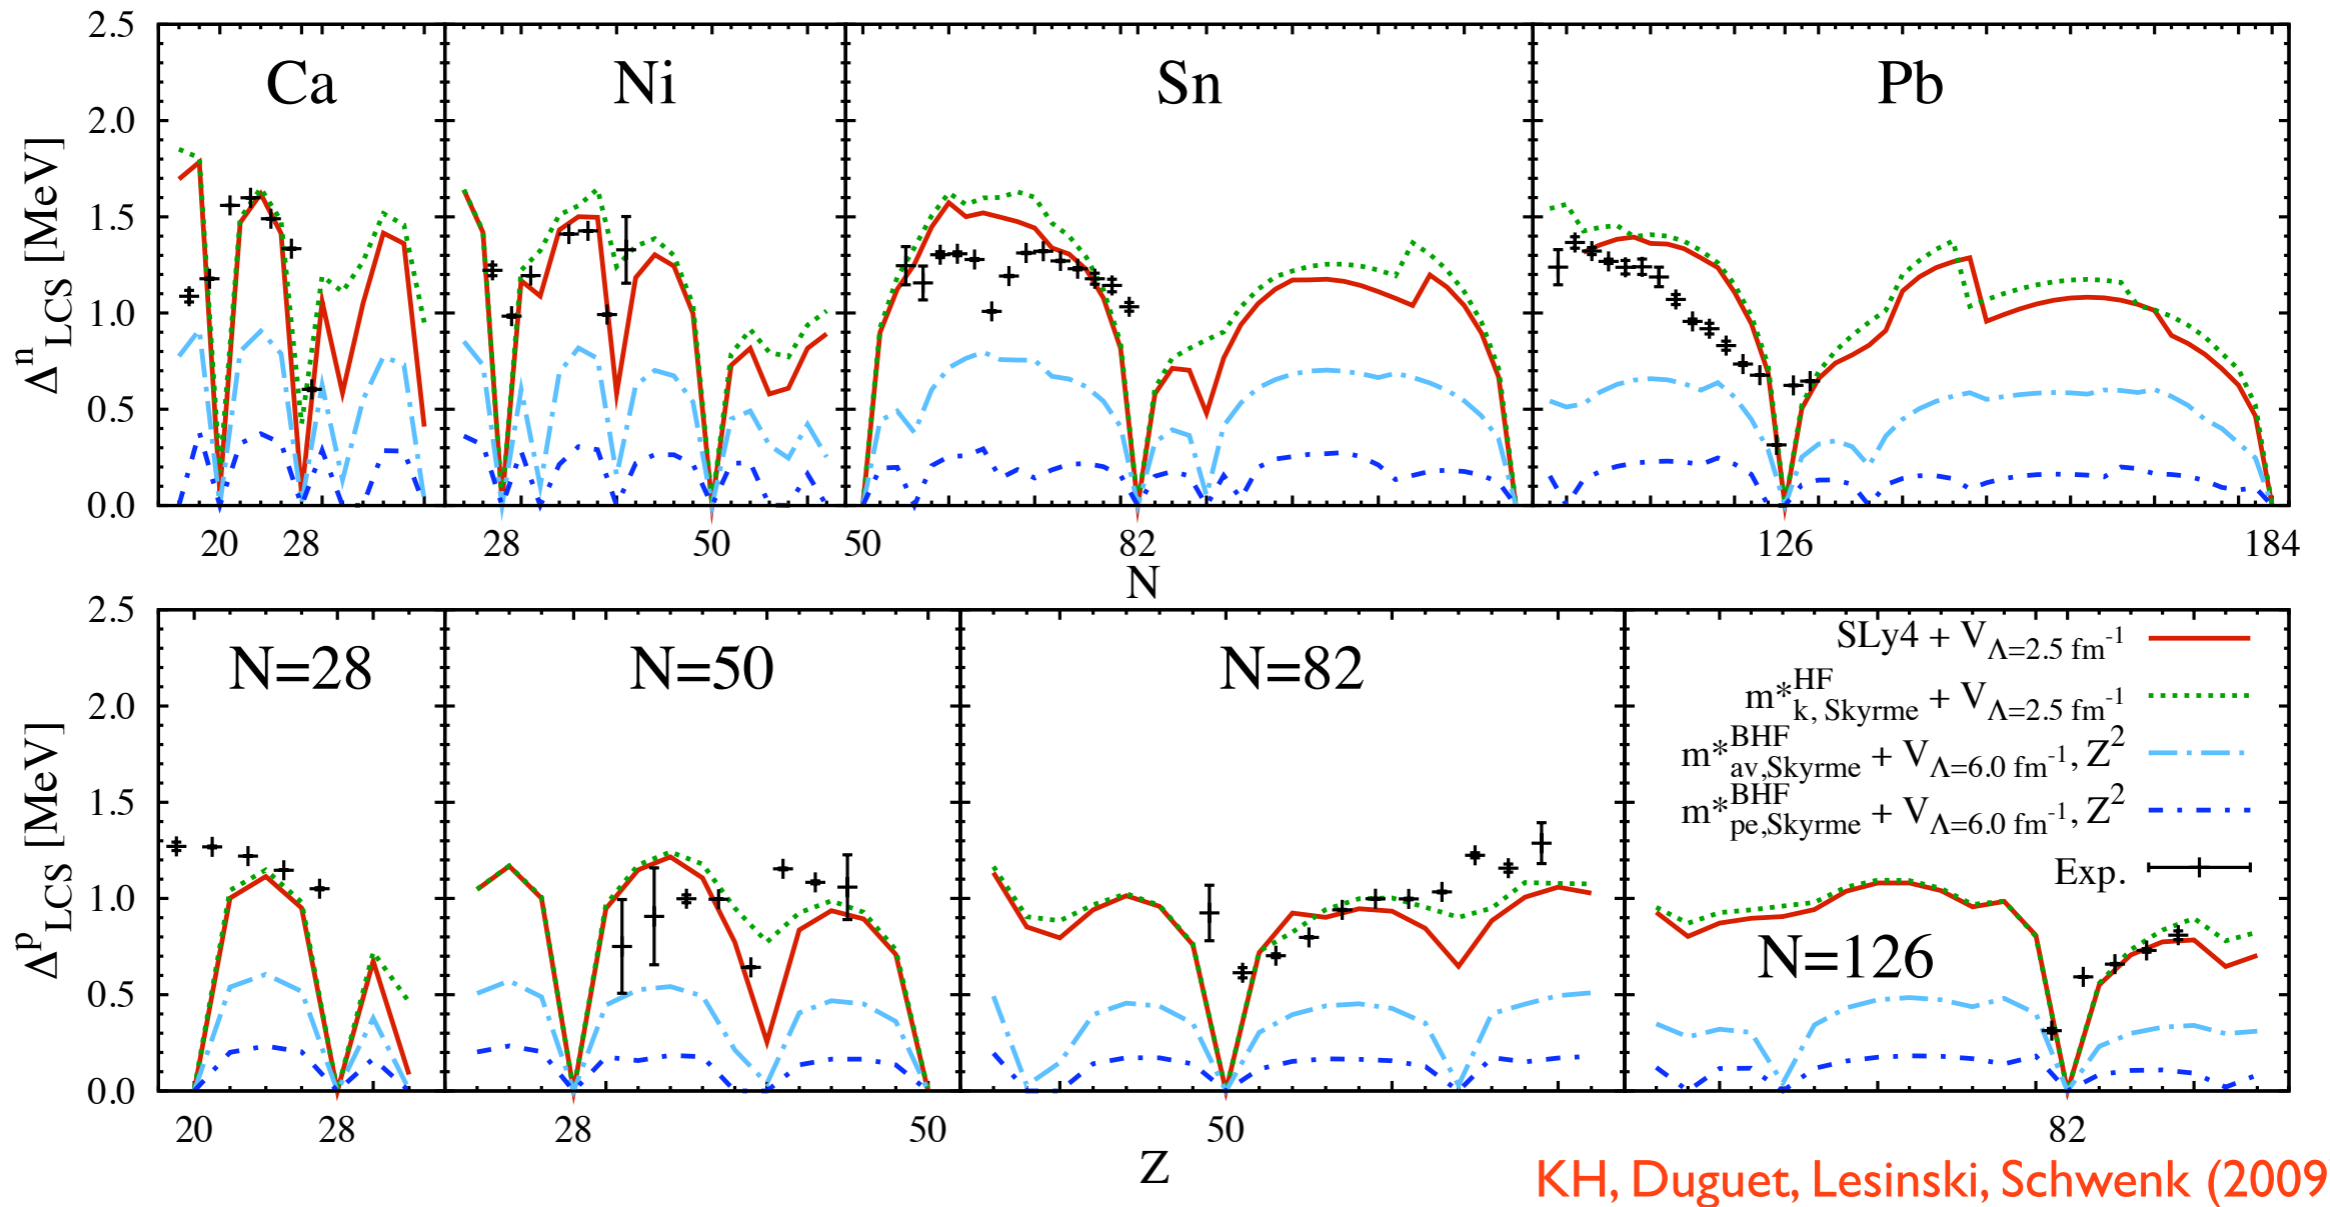 Ca Ni Sn Pb
2.5
2.0
1.5
1.0
0.5
0.0
Δⁿ_LCS [MeV]
20 28 28 50 50 82 126 184
N
N=28 N=50 N=82 N=126
2.5
2.0
1.5
1.0
0.5
0.0
Δᵖ_LCS [MeV]
SLy4 + V_Λ=2.5 fm⁻¹
m*^HF_k, Skyrme + V_Λ=2.5 fm⁻¹
m*^BHF_av,Skyrme + V_Λ=6.0 fm⁻¹, Z²
m*^BHF_pe,Skyrme + V_Λ=6.0 fm⁻¹, Z²
Exp.
20 28 28 50 50 82
Z
KH, Duguet, Lesinski, Schwenk (2009